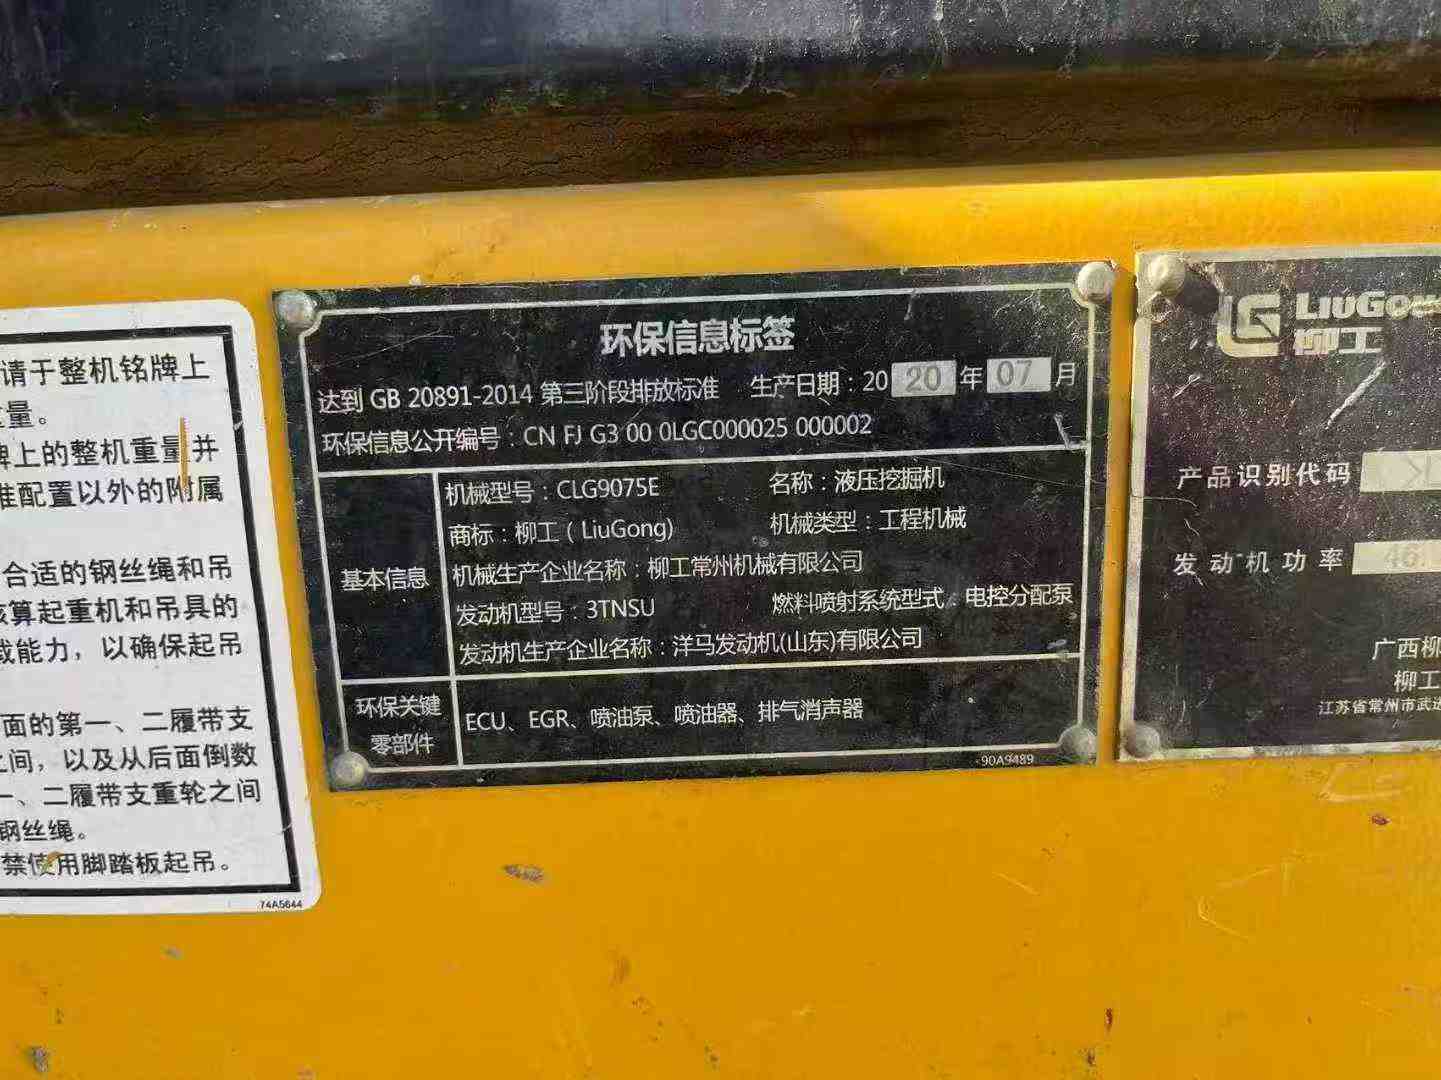 请于整机铭牌上
量。
牌上的整机重量并
准配置以外的附属
合适的钢丝绳和吊
核算起重机和吊具的
载能力，以确保起吊
面的第一、二履带支
之间，以及从后面倒数
一、二履带支重轮之间
钢丝绳。
禁使用脚踏板起吊。
74A5644
环保信息标签
达到 GB 20891-2014 第三阶段排放标准 生产日期：20 20 年 07 月
环保信息公开编号：CN FJ G3 00 0LGC000025 000002
基本信息
机械型号：CLG9075E 名称：液压挖掘机
商标：柳工（LiuGong) 机械类型：工程机械
机械生产企业名称：柳工常州机械有限公司
发动机型号：3TNSU 燃料喷射系统型式：电控分配泵
发动机生产企业名称：洋马发动机(山东)有限公司
环保关键
零部件
ECU、EGR、喷油泵、喷油器、排气消声器
90A9489
LG LiuGong
柳工
产品识别代码
发动机功率 46
广西柳
柳工
江苏省常州市武进